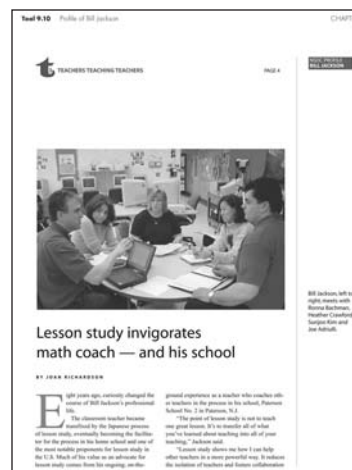 Tool 9.10 Profile of Bill Jackson
CHAPT
t3 TEACHERS TEACHING TEACHERS
PAGE 4
NSDC PROFILE
BILL JACKSON
Bill Jackson, left to
right, meets with
Ronna Bachman,
Heather Crawford,
Sunjoo Kim and
Joe Adriulli.
Lesson study invigorates
math coach — and his school
BY JOAN RICHARDSON
Eight years ago, curiosity changed the
course of Bill Jackson's professional
life.
The classroom teacher became
transfixed by the Japanese process
of lesson study, eventually becoming the facilita-
tor for the process in his home school and one of
the most notable proponents for lesson study in
the U.S. Much of his value as an advocate for
lesson study comes from his ongoing, on-the-
ground experience as a teacher who coaches oth-
er teachers in the process in his school, Paterson
School No. 2 in Paterson, N.J.
"The point of lesson study is not to teach
one great lesson. It's to transfer all of what
you've learned about teaching into all of your
teaching," Jackson said.
"Lesson study shows me how I can help
other teachers in a more powerful way. It reduces
the isolation of teachers and fosters collaboration